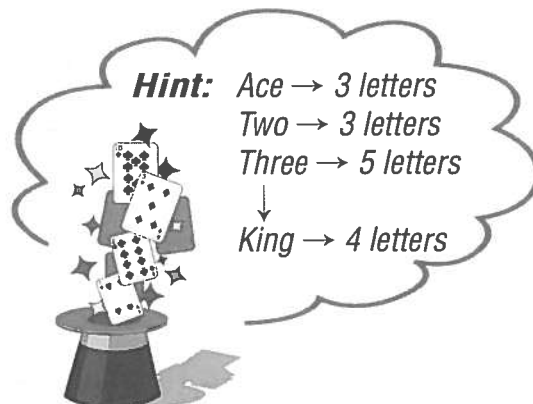 Hint: Ace → 3 letters
Two → 3 letters
Three → 5 letters
↓
King → 4 letters